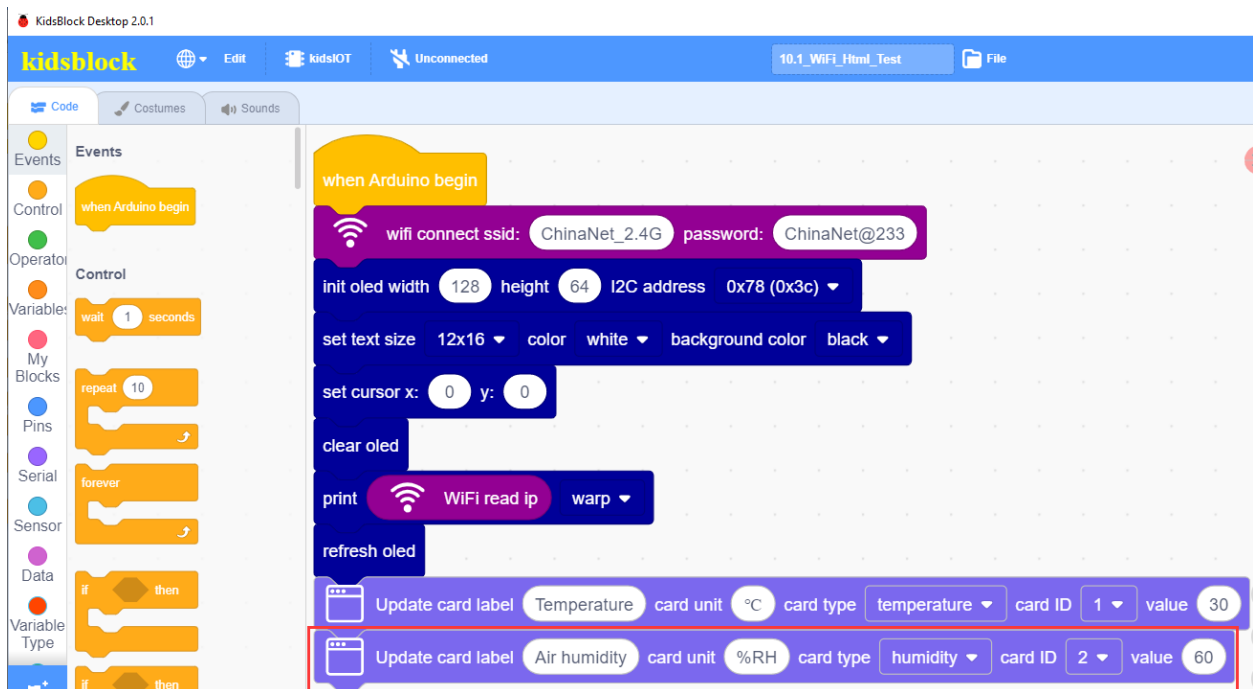 KidsBlock Desktop 2.0.1
kidsblock Edit kidsIOT Unconnected 10.1_WiFi_Html_Test File
Code Costumes Sounds
Events
Control
Operator
Variables
My
Blocks
Pins
Serial
Sensor
Data
Variable
Type
Events
when Arduino begin
Control
wait 1 seconds
repeat 10
forever
if then
if then
when Arduino begin
wifi connect ssid: ChinaNet_2.4G password: ChinaNet@233
init oled width 128 height 64 I2C address 0x78 (0x3c)
set text size 12x16 color white background color black
set cursor x: 0 y: 0
clear oled
print WiFi read ip warp
refresh oled
Update card label Temperature card unit ℃ card type temperature card ID 1 value 30
Update card label Air humidity card unit %RH card type humidity card ID 2 value 60